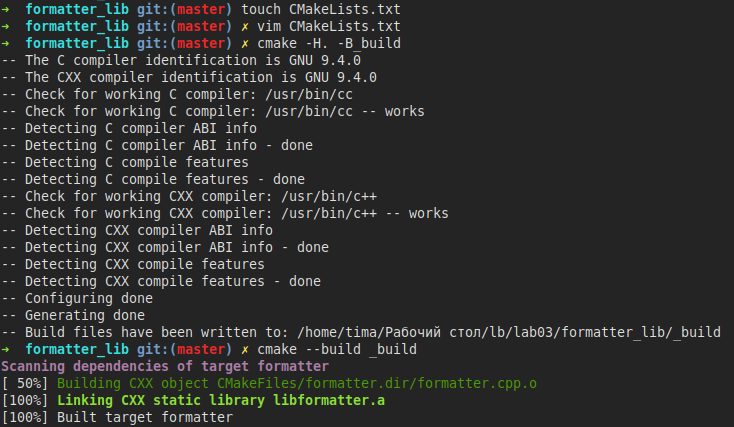 ➜  formatter_lib git:(master) touch CMakeLists.txt
➜  formatter_lib git:(master) ✗ vim CMakeLists.txt
➜  formatter_lib git:(master) ✗ cmake -H. -B_build
-- The C compiler identification is GNU 9.4.0
-- The CXX compiler identification is GNU 9.4.0
-- Check for working C compiler: /usr/bin/cc
-- Check for working C compiler: /usr/bin/cc -- works
-- Detecting C compiler ABI info
-- Detecting C compiler ABI info - done
-- Detecting C compile features
-- Detecting C compile features - done
-- Check for working CXX compiler: /usr/bin/c++
-- Check for working CXX compiler: /usr/bin/c++ -- works
-- Detecting CXX compiler ABI info
-- Detecting CXX compiler ABI info - done
-- Detecting CXX compile features
-- Detecting CXX compile features - done
-- Configuring done
-- Generating done
-- Build files have been written to: /home/tima/Рабочий стол/lb/lab03/formatter_lib/_build
➜  formatter_lib git:(master) ✗ cmake --build _build
Scanning dependencies of target formatter
[ 50%] Building CXX object CMakeFiles/formatter.dir/formatter.cpp.o
[100%] Linking CXX static library libformatter.a
[100%] Built target formatter